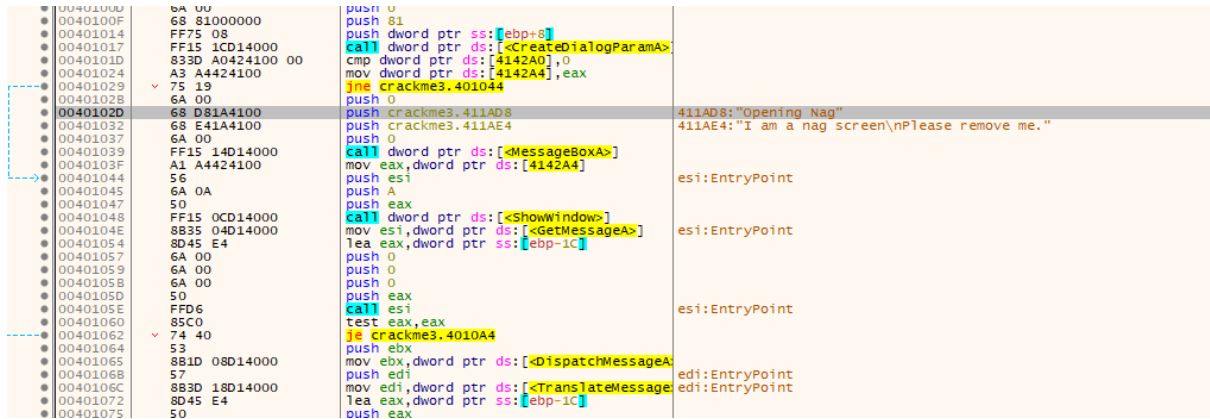 0040100D 6A 00 push 0
0040100F 68 81000000 push 81
00401014 FF75 08 push dword ptr ss:[ebp+8]
00401017 FF15 1CD14000 call dword ptr ds:[<CreateDialogParamA>]
0040101D 833D A0424100 00 cmp dword ptr ds:[4142A0],0
00401024 A3 A4424100 mov dword ptr ds:[4142A4],eax
00401029 75 19 jne crackme3.401044
0040102B 6A 00 push 0
0040102D 68 D81A4100 push crackme3.411AD8 411AD8:"Opening Nag"
00401032 68 E41A4100 push crackme3.411AE4 411AE4:"I am a nag screen\nPlease remove me."
00401037 6A 00 push 0
00401039 FF15 14D14000 call dword ptr ds:[<MessageBoxA>]
0040103F A1 A4424100 mov eax,dword ptr ds:[4142A4]
00401044 56 push esi esi:EntryPoint
00401045 6A 0A push A
00401047 50 push eax
00401048 FF15 0CD14000 call dword ptr ds:[<ShowWindow>]
0040104E 8B35 04D14000 mov esi,dword ptr ds:[<GetMessageA>] esi:EntryPoint
00401054 8D45 E4 lea eax,dword ptr ss:[ebp-1C]
00401057 6A 00 push 0
00401059 6A 00 push 0
0040105B 6A 00 push 0
0040105D 50 push eax
0040105E FFD6 call esi esi:EntryPoint
00401060 85C0 test eax,eax
00401062 74 40 je crackme3.4010A4
00401064 53 push ebx
00401065 8B1D 08D14000 mov ebx,dword ptr ds:[<DispatchMessageA
0040106B 57 push edi edi:EntryPoint
0040106C 8B3D 18D14000 mov edi,dword ptr ds:[<TranslateMessage edi:EntryPoint
00401072 8D45 E4 lea eax,dword ptr ss:[ebp-1C]
00401075 50 push eax